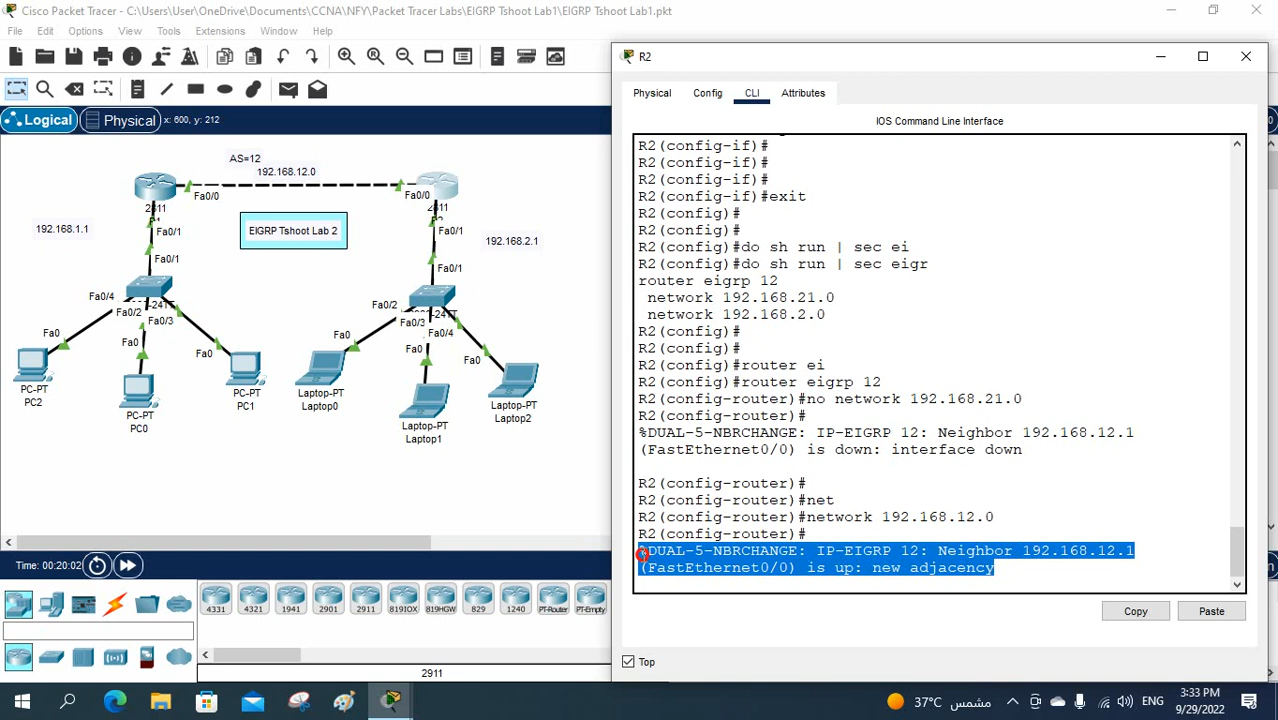 Cisco Packet Tracer - C:\Users\User\OneDrive\Documents\CCNA\NFY\Packet Tracer Labs\EIGRP Tshoot Lab1\EIGRP Tshoot Lab1.pkt
File Edit Options View Tools Extensions Window Help
Logical Physical x: 600, y: 212
AS=12
192.168.12.0
Fa0/0
Fa0/0
EIGRP Tshoot Lab 2
192.168.1.1
Fa0/1
Fa0/1
192.168.2.1
Fa0/1
Fa0/1
Fa0/4
Fa0/2
Fa0/3
Fa0/2
Fa0/3
Fa0/4
Fa0
Fa0
Fa0
Fa0
Fa0
Fa0
PC-PT
PC2
PC-PT
PC0
PC-PT
PC1
Laptop-PT
Laptop0
Laptop-PT
Laptop1
Laptop-PT
Laptop2
Time: 00:20:02
4331 4321 1941 2901 2911 819IOX 819HGW 829 1240 PT-Router PT-Empty
2911
R2
Physical Config CLI Attributes
IOS Command Line Interface
R2(config-if)#
R2(config-if)#
R2(config-if)#
R2(config-if)#exit
R2(config)#
R2(config)#
R2(config)#do sh run | sec ei
R2(config)#do sh run | sec eigr
router eigrp 12
network 192.168.21.0
network 192.168.2.0
R2(config)#
R2(config)#
R2(config)#router ei
R2(config)#router eigrp 12
R2(config-router)#no network 192.168.21.0
R2(config-router)#
%DUAL-5-NBRCHANGE: IP-EIGRP 12: Neighbor 192.168.12.1
(FastEthernet0/0) is down: interface down
R2(config-router)#
R2(config-router)#net
R2(config-router)#network 192.168.12.0
R2(config-router)#
%DUAL-5-NBRCHANGE: IP-EIGRP 12: Neighbor 192.168.12.1
(FastEthernet0/0) is up: new adjacency
Copy Paste
Top
37°C مشمس
ENG
3:33 PM
9/29/2022